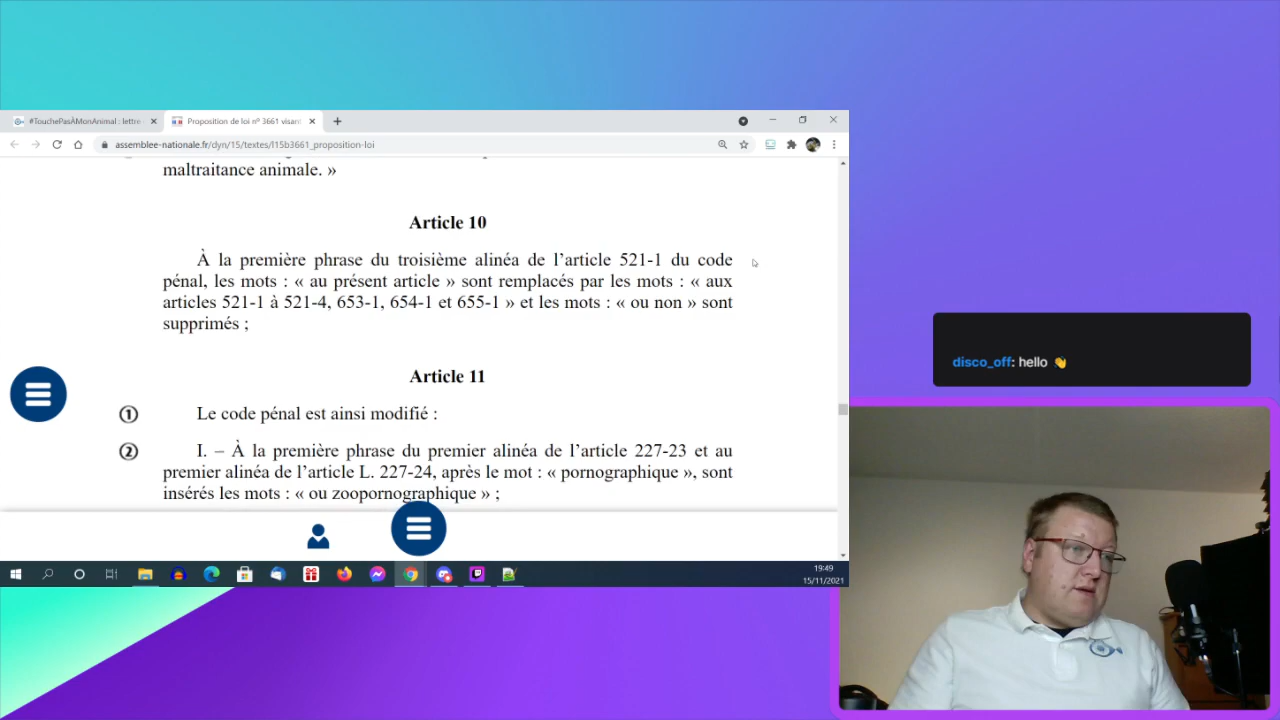 #TouchePasÀMonAnimal : lettre
Proposition de loi nº 3661 visant
assemblee-nationale.fr/dyn/15/textes/l15b3661_proposition-loi
maltraitance animale. »
Article 10
À la première phrase du troisième alinéa de l’article 521-1 du code
pénal, les mots : « au présent article » sont remplacés par les mots : « aux
articles 521-1 à 521-4, 653-1, 654-1 et 655-1 » et les mots : « ou non » sont
supprimés ;
Article 11
① Le code pénal est ainsi modifié :
② I. – À la première phrase du premier alinéa de l’article 227-23 et au
premier alinéa de l’article L. 227-24, après le mot : « pornographique », sont
insérés les mots : « ou zoopornographique » ;
19:49
15/11/2021
disco_off: hello 👋